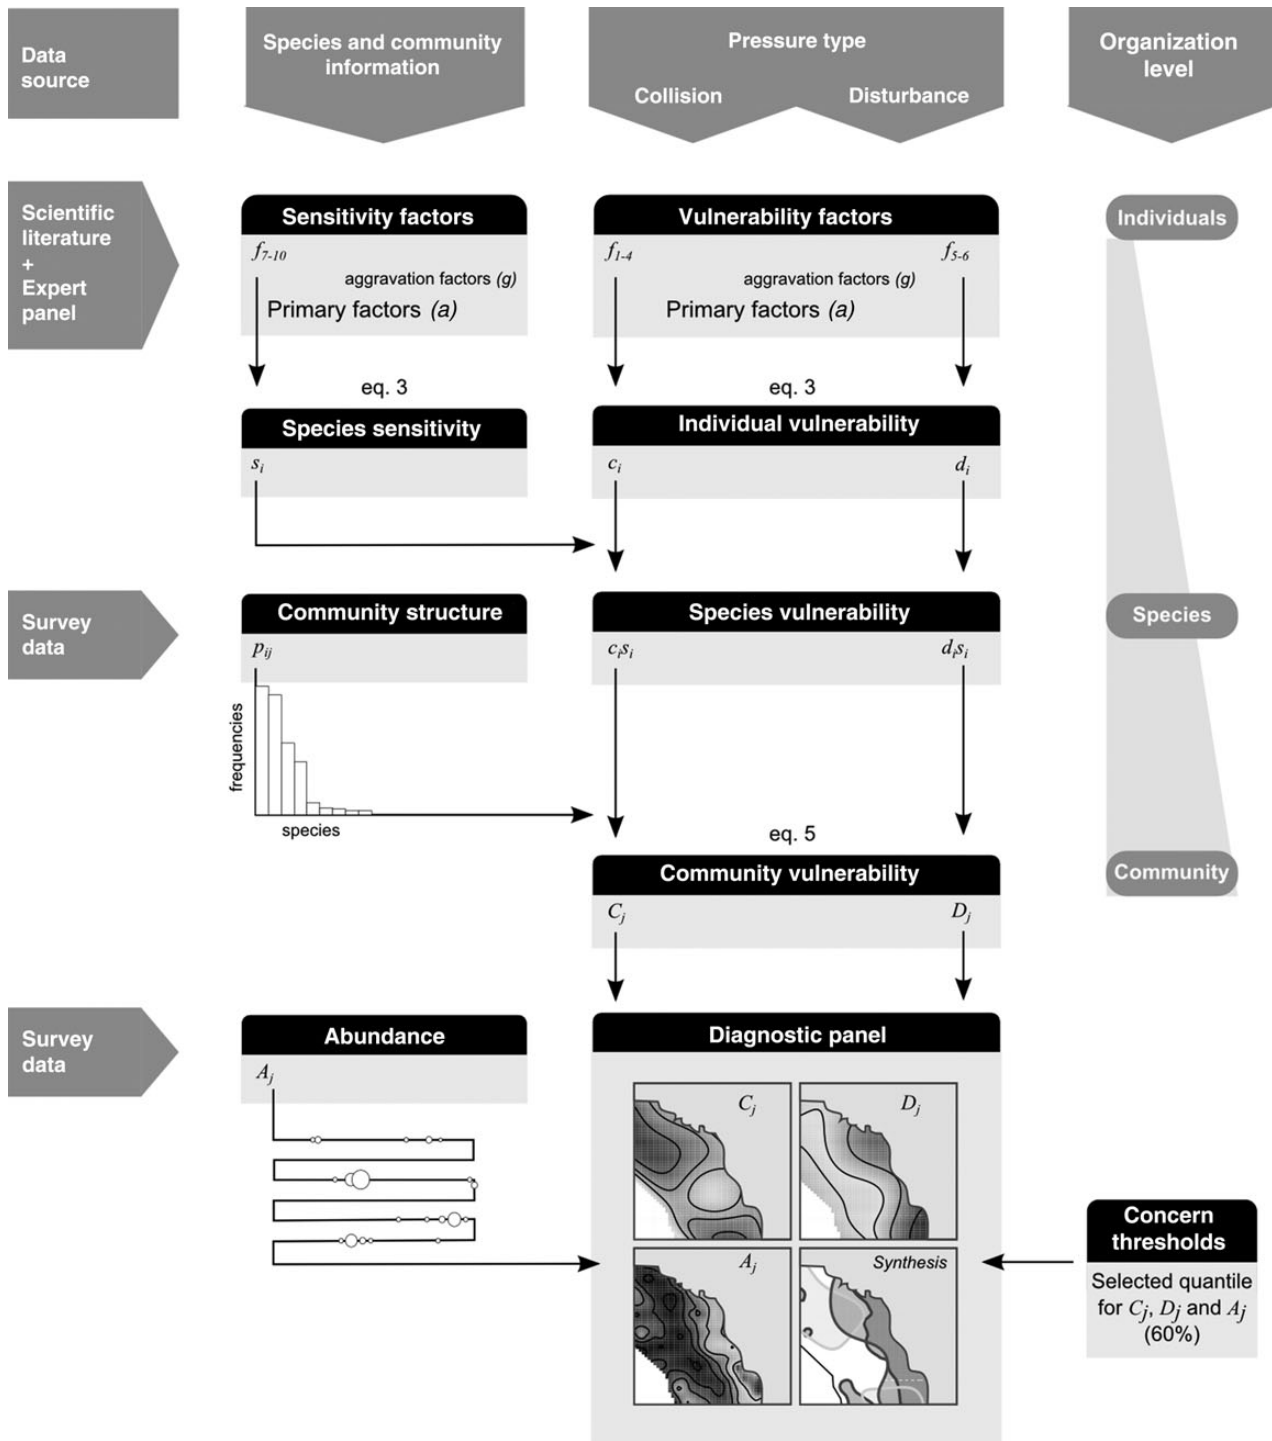 Data
source
Species and community
information
Pressure type
Collision
Disturbance
Organization
level
Scientific
literature
+
Expert
panel
Sensitivity factors
f7-10
aggravation factors (g)
Primary factors (a)
Vulnerability factors
f1-4
f5-6
aggravation factors (g)
Primary factors (a)
Individuals
eq. 3
eq. 3
Species sensitivity
si
Individual vulnerability
ci
di
Survey
data
Community structure
pij
frequencies
species
Species vulnerability
cisi
disi
Species
eq. 5
Community vulnerability
Cj
Dj
Community
Survey
data
Abundance
Aj
Diagnostic panel
Cj
Dj
Aj
Synthesis
Concern
thresholds
Selected quantile
for Cj, Dj and Aj
(60%)